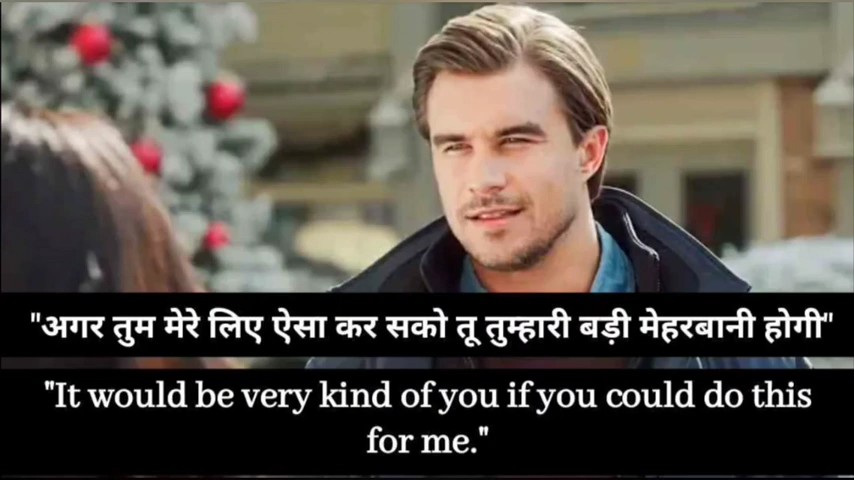 "अगर तुम मेरे लिए ऐसा कर सको तू तुम्हारी बड़ी मेहरबानी होगी"
"It would be very kind of you if you could do this
for me."